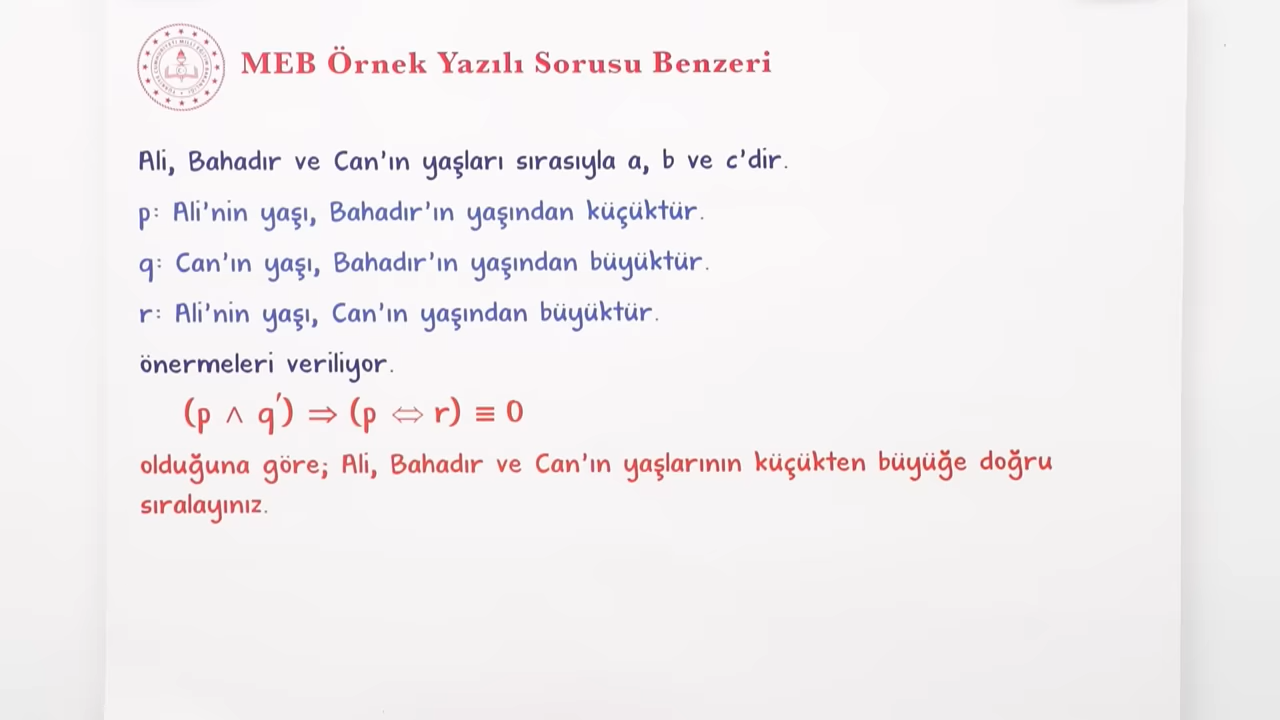 MEB Örnek Yazılı Sorusu Benzeri
Ali, Bahadır ve Can'ın yaşları sırasıyla a, b ve c'dir.
p: Ali'nin yaşı, Bahadır'ın yaşından küçüktür.
q: Can'ın yaşı, Bahadır'ın yaşından büyüktür.
r: Ali'nin yaşı, Can'ın yaşından büyüktür.
önermeleri veriliyor.
(p ∧ q') ⇒ (p ⇔ r) ≡ 0
olduğuna göre; Ali, Bahadır ve Can'ın yaşlarının küçükten büyüğe doğru
sıralayınız.